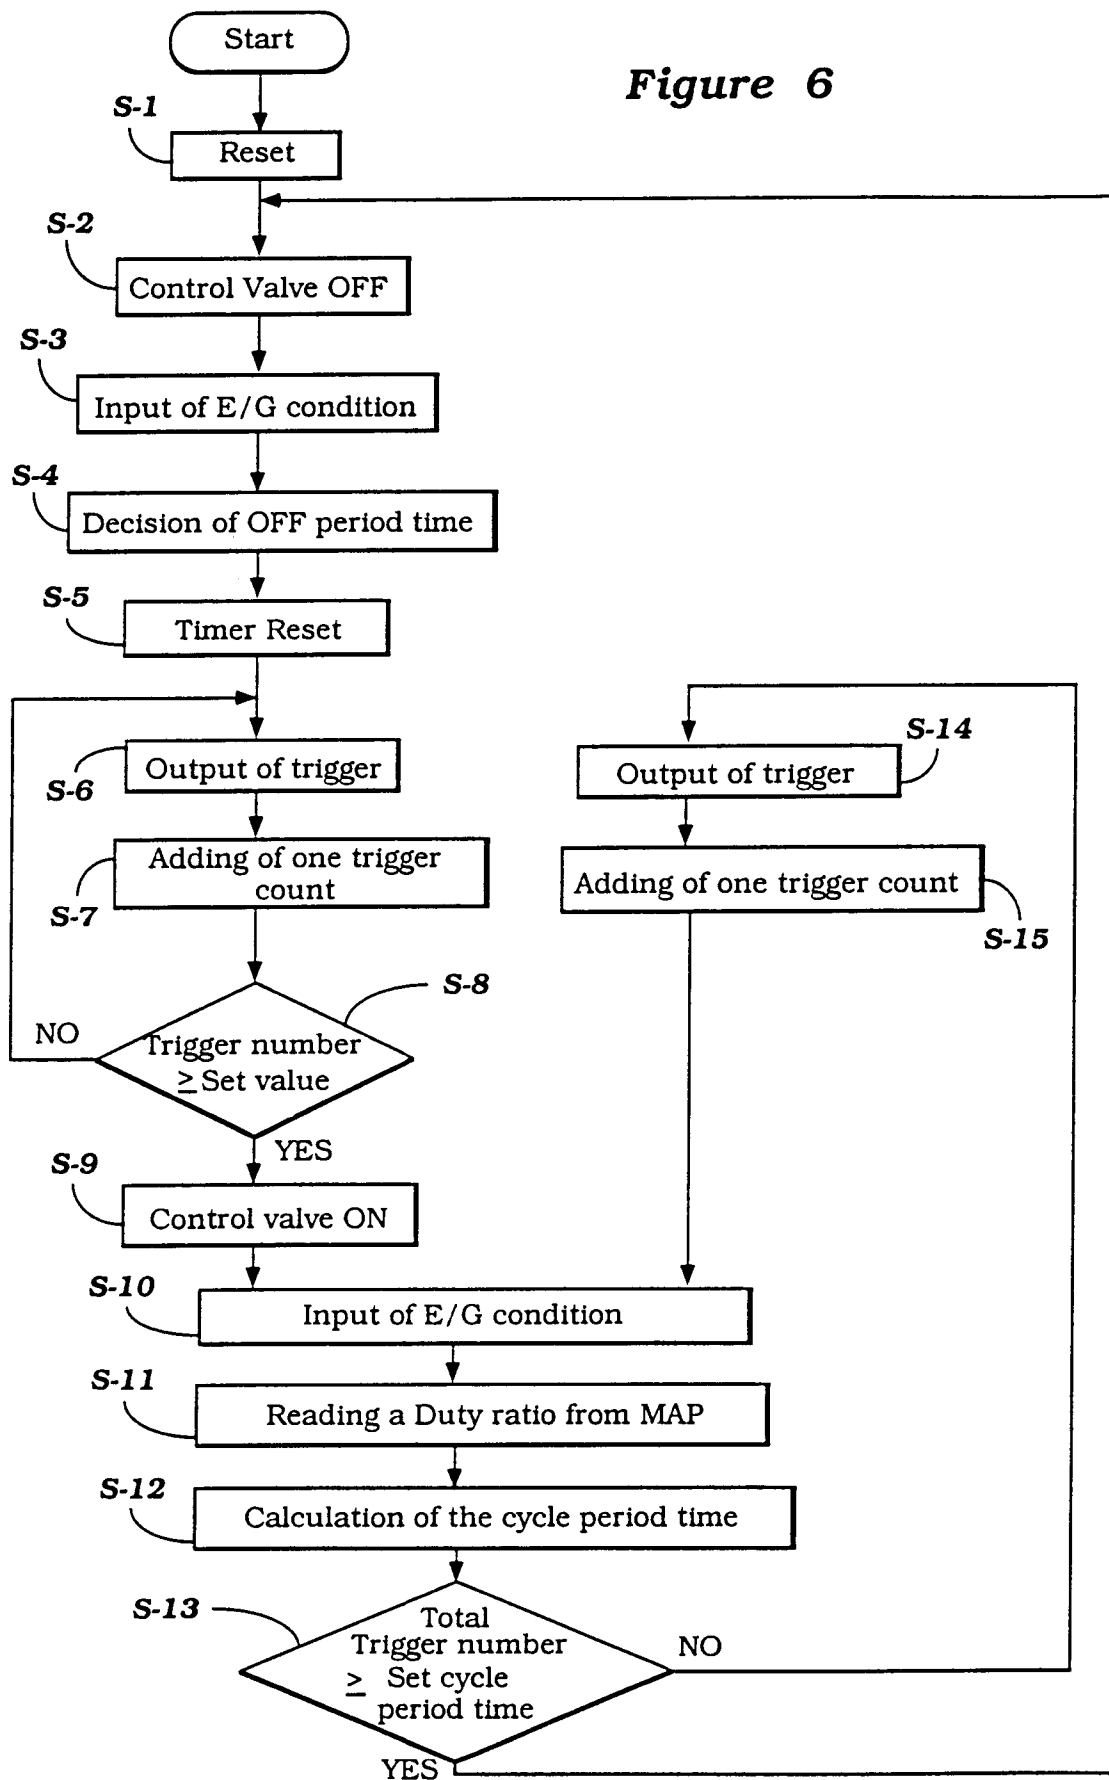 Start
Figure 6
S-1
Reset
S-2
Control Valve OFF
S-3
Input of E/G condition
S-4
Decision of OFF period time
S-5
Timer Reset
S-6
Output of trigger
S-14
Output of trigger
S-7
Adding of one trigger
count
Adding of one trigger count
S-15
S-8
NO
Trigger number
≥ Set value
YES
S-9
Control valve ON
S-10
Input of E/G condition
S-11
Reading a Duty ratio from MAP
S-12
Calculation of the cycle period time
S-13
Total
Trigger number
≥ Set cycle
period time
NO
YES